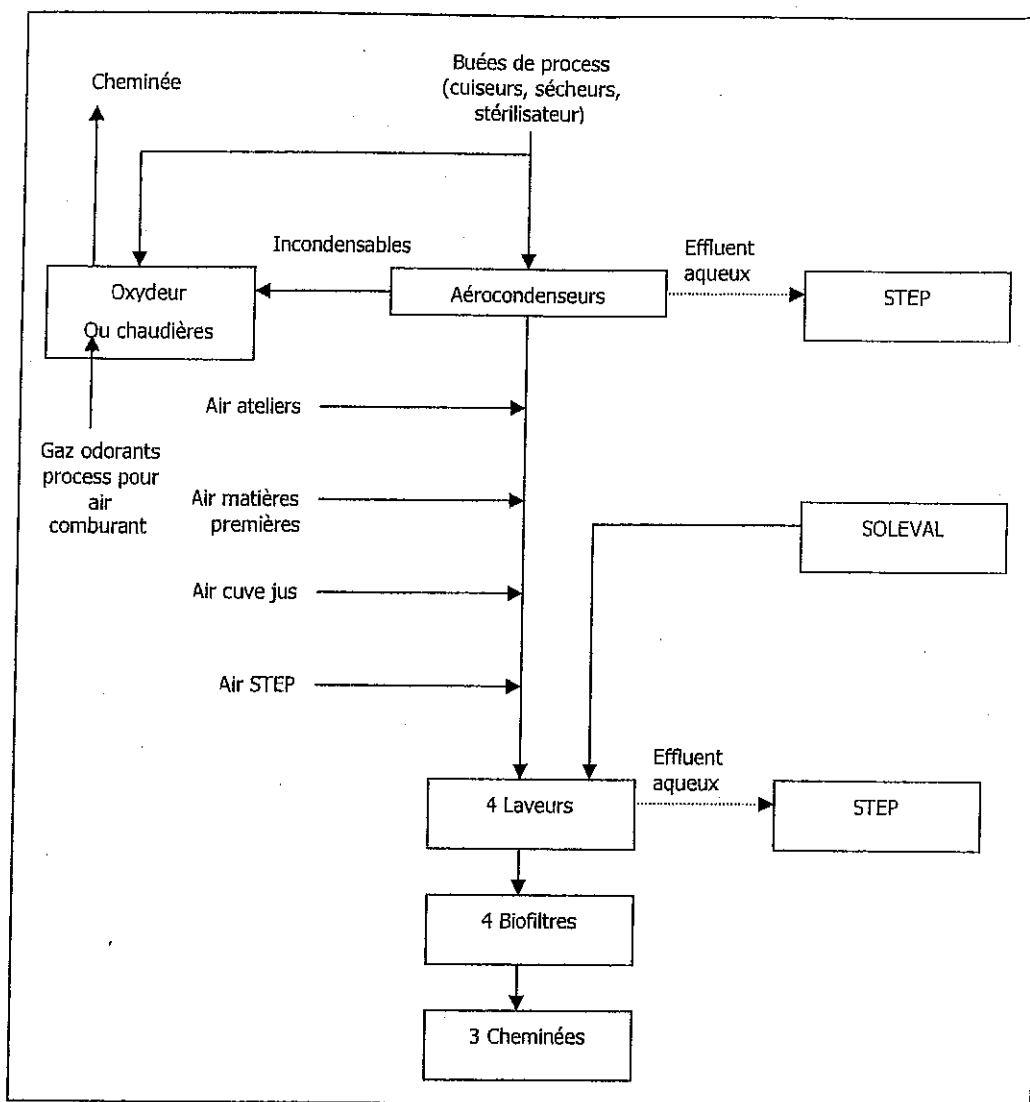 Cheminée
Buées de process
(cuiseurs, sécheurs,
stérilisateur)
Incondensables
Effluent
aqueux
Oxydeur
Ou chaudières
Aérocondenseurs
STEP
Air ateliers
Gaz odorants
process pour
air
comburant
Air matières
premières
SOLEVAL
Air cuve jus
Air STEP
Effluent
aqueux
4 Laveurs
STEP
4 Biofiltres
3 Cheminées